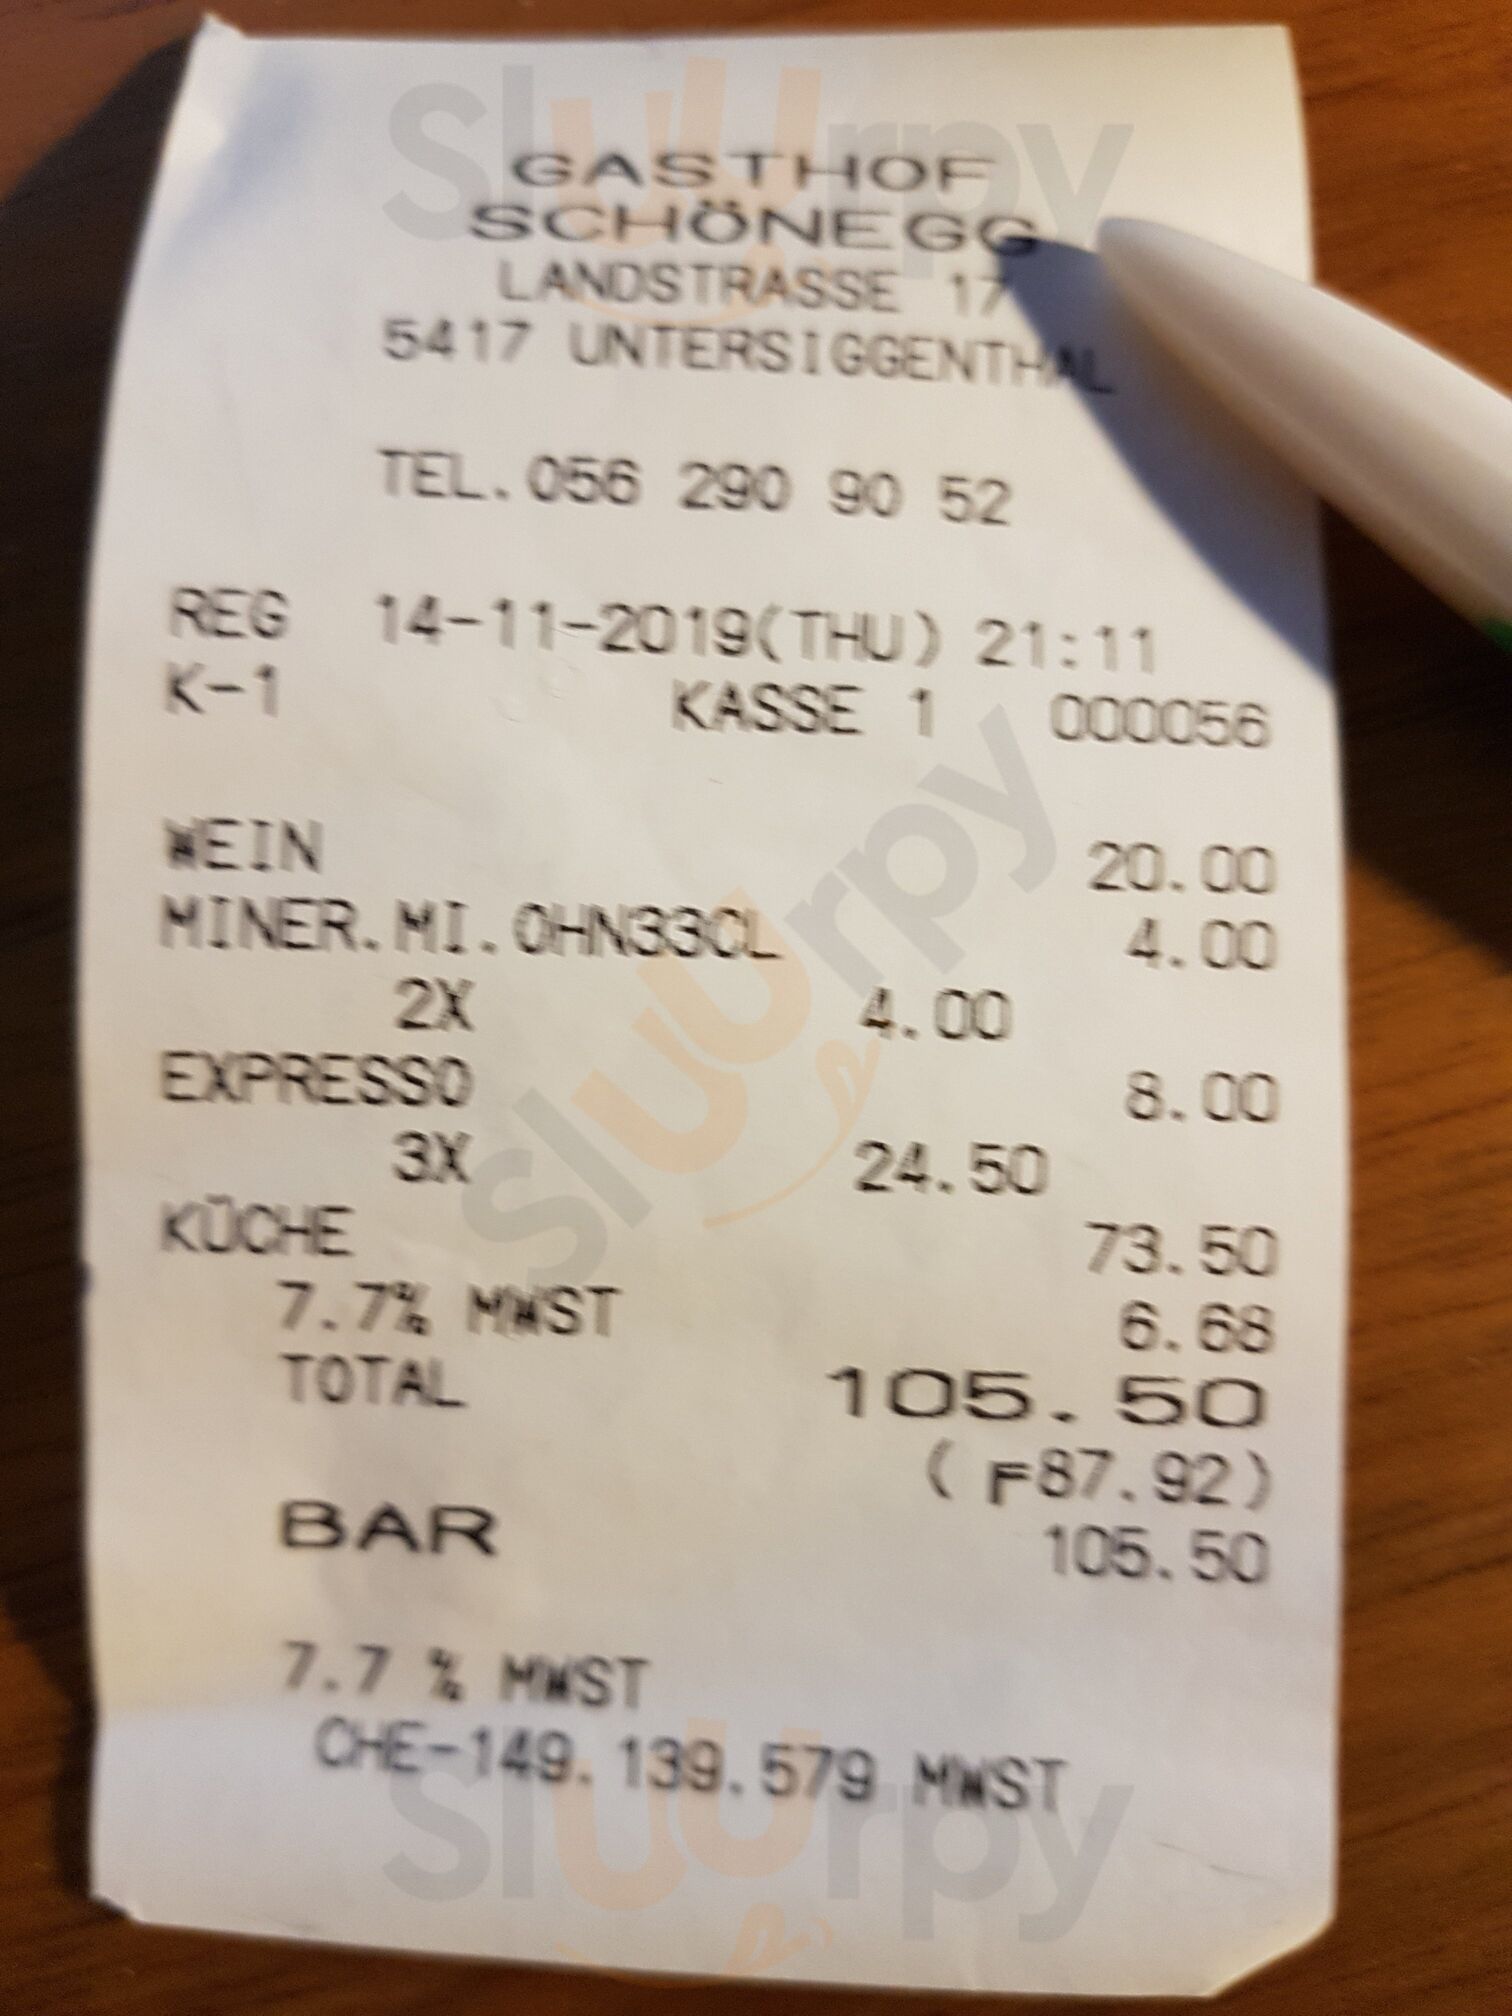 GASTHOF
SCHÖNEGG
LANDSTRASSE 17
5417 UNTERSIGGENTHAL
TEL.056 290 90 52
REG 14-11-2019(THU) 21:11
K-1 KASSE 1 000056
WEIN 20.00
MINER.MI.OHN33CL 4.00
2X 4.00
EXPRESSO 8.00
3X 24.50
KÜCHE 73.50
7.7% MWST 6.68
TOTAL 105.50
(F87.92)
BAR 105.50
7.7 % MWST
CHE-149.139.579 MWST
Sluurpy
Sluurpy
Sluurpy